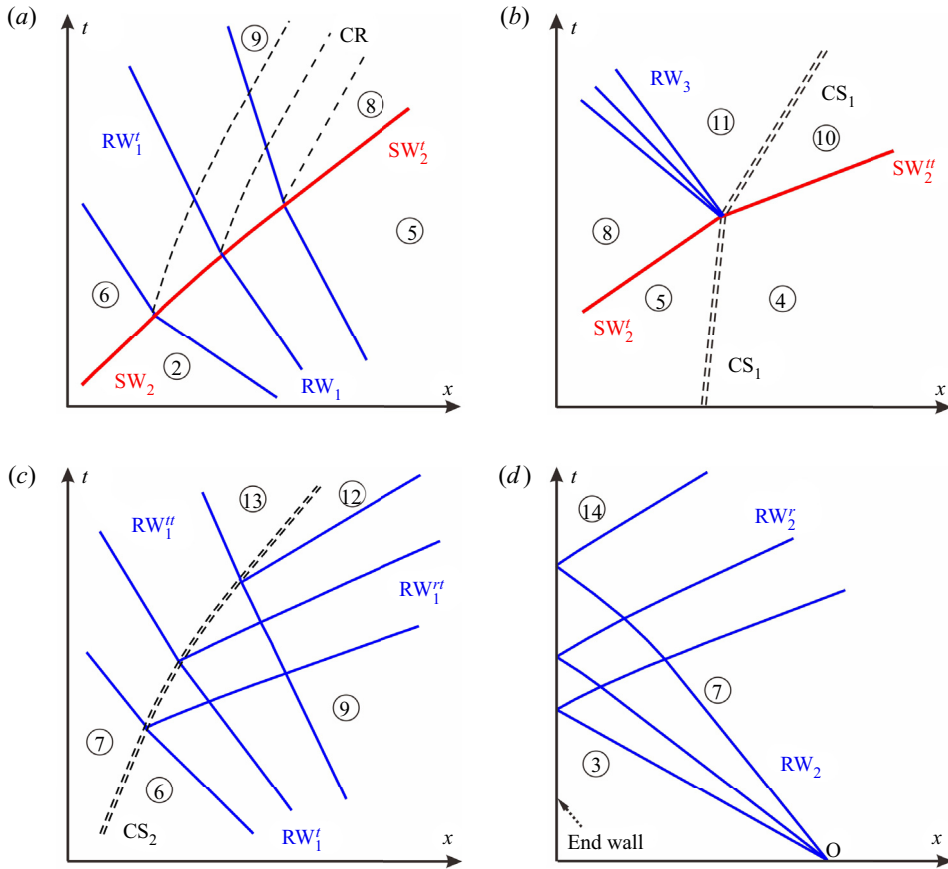 (a)
t
9
CR
8
RW₁ᵗ
SW₂ᵗ
5
6
2
SW₂
RW₁
x
(b)
t
RW₃
CS₁
11
10
SW₂ᵗᵗ
8
5
4
SW₂ᵗ
CS₁
x
(c)
t
13
12
RW₁ᵗᵗ
RW₁ʳᵗ
9
7
6
CS₂
RW₁ᵗ
x
(d)
t
14
RW₂ʳ
7
3
RW₂
End wall
O
x